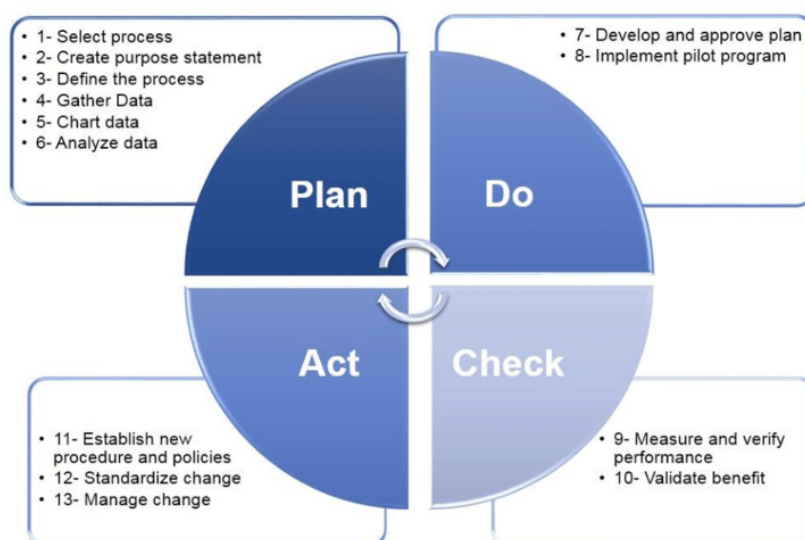 • 1- Select process
• 2- Create purpose statement
• 3- Define the process
• 4- Gather Data
• 5- Chart data
• 6- Analyze data
• 7- Develop and approve plan
• 8- Implement pilot program
Plan
Do
Act
Check
• 11- Establish new
procedure and policies
• 12- Standardize change
• 13- Manage change
• 9- Measure and verify
performance
• 10- Validate benefit